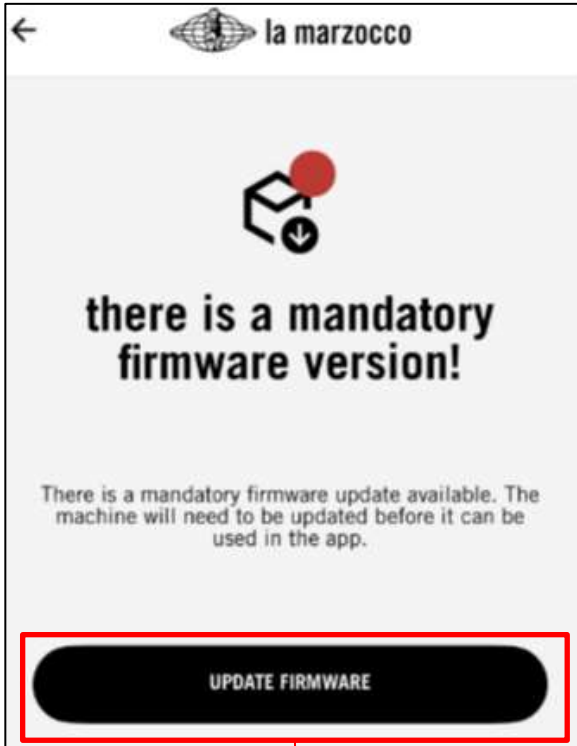 la marzocco
there is a mandatory
firmware version!
There is a mandatory firmware update available. The
machine will need to be updated before it can be
used in the app.
UPDATE FIRMWARE